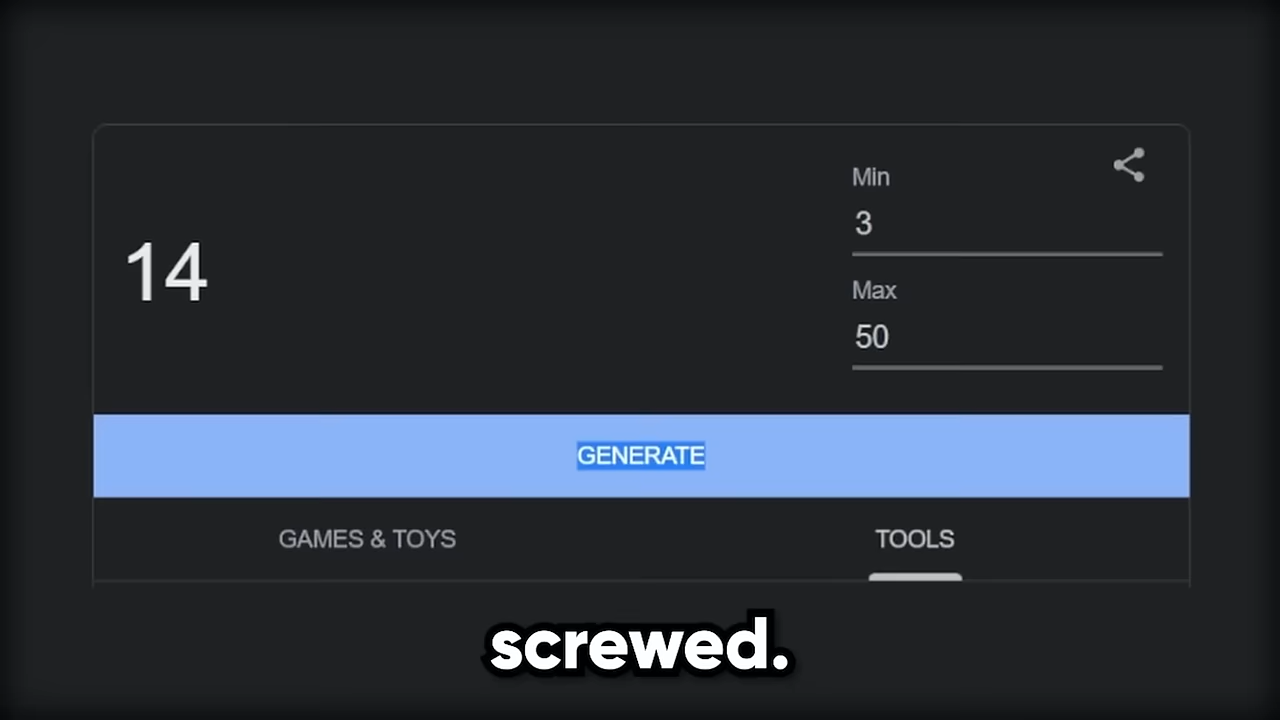 Min
3
14
Max
50
GENERATE
GAMES & TOYS
TOOLS
screwed.